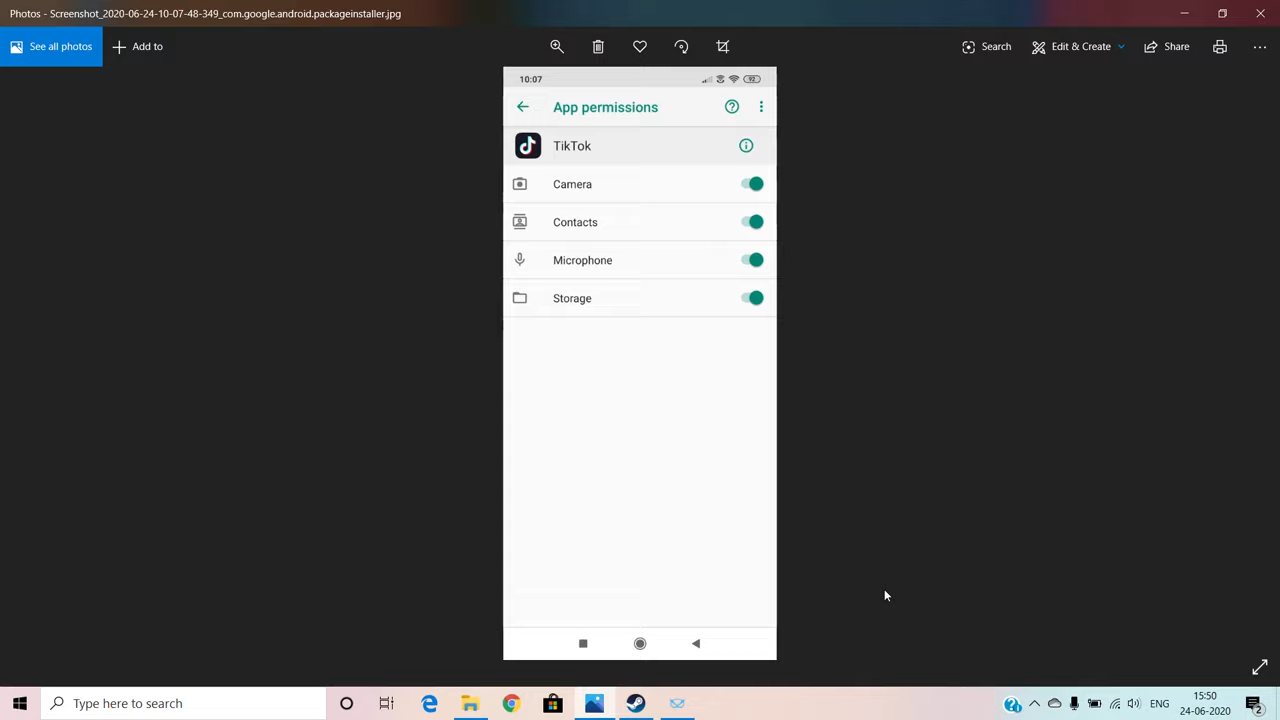 Photos - Screenshot_2020-06-24-10-07-48-349_com.google.android.packageinstaller.jpg
See all photos
Add to
Search
Edit & Create
Share
10:07
92
App permissions
TikTok
Camera
Contacts
Microphone
Storage
Type here to search
ENG
15:50
24-06-2020
2